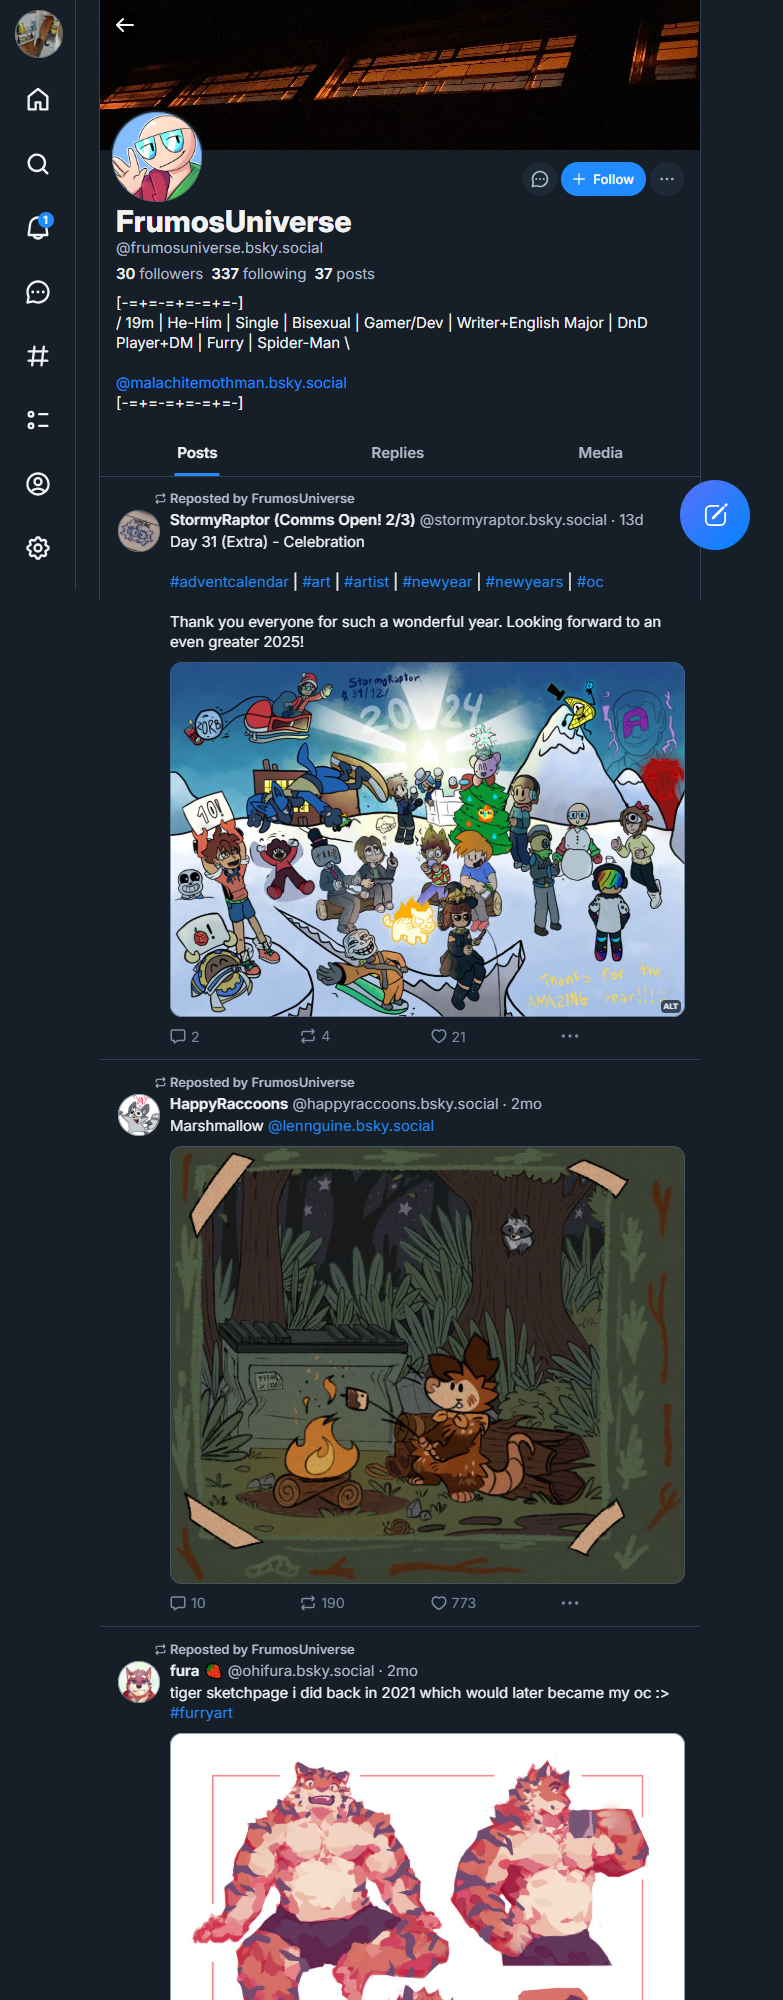 Follow
FrumosUniverse
@frumosuniverse.bsky.social
30 followers 337 following 37 posts
[-=+=-=+=-=+=-]
/ 19m | He-Him | Single | Bisexual | Gamer/Dev | Writer+English Major | DnD
Player+DM | Furry | Spider-Man \
@malachitemothman.bsky.social
[-=+=-=+=-=+=-]
Posts Replies Media
1
Reposted by FrumosUniverse
StormyRaptor (Comms Open! 2/3) @stormyraptor.bsky.social · 13d
Day 31 (Extra) - Celebration
#adventcalendar | #art | #artist | #newyear | #newyears | #oc
Thank you everyone for such a wonderful year. Looking forward to an
even greater 2025!
StormyRaptor
31/12/
2024
ZORB
10!
Thanks for the
AMAZING year!!!
ALT
2 4 21
Reposted by FrumosUniverse
HappyRaccoons @happyraccoons.bsky.social · 2mo
Marshmallow @lennguine.bsky.social
10 190 773
Reposted by FrumosUniverse
fura 🍓 @ohifura.bsky.social · 2mo
tiger sketchpage i did back in 2021 which would later became my oc :>
#furryart